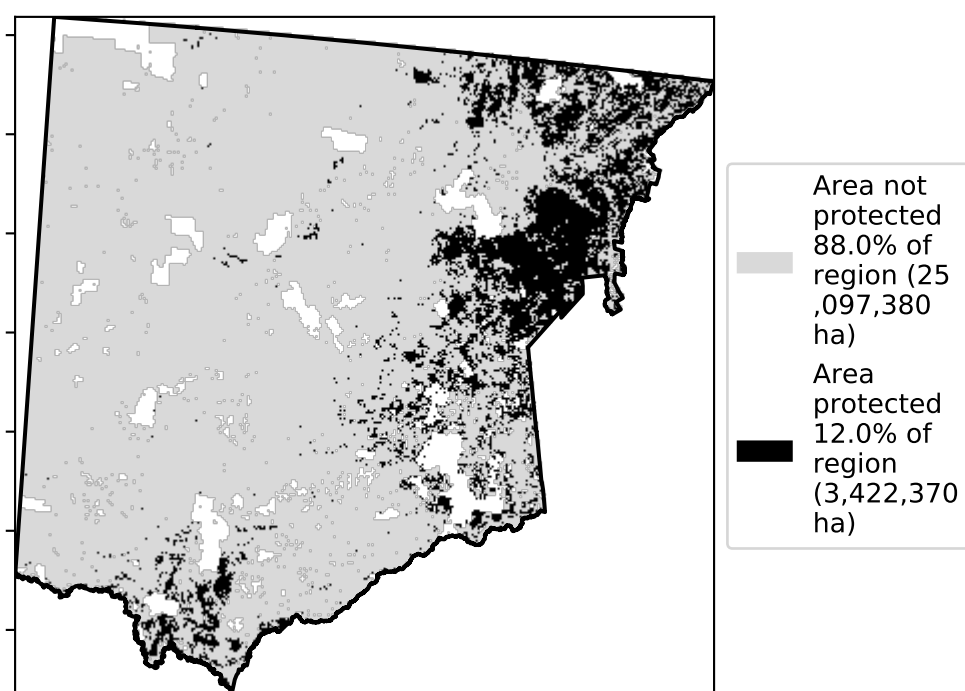 Area not
protected
88.0% of
region (25
,097,380
ha)
Area
protected
12.0% of
region
(3,422,370
ha)